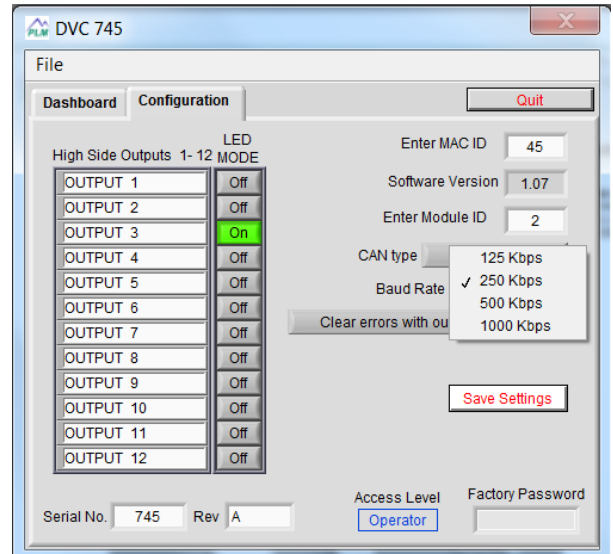 PLM DVC 745
X
File
Dashboard Configuration
Quit
High Side Outputs 1- 12
LED
MODE
OUTPUT 1 Off
OUTPUT 2 Off
OUTPUT 3 On
OUTPUT 4 Off
OUTPUT 5 Off
OUTPUT 6 Off
OUTPUT 7 Off
OUTPUT 8 Off
OUTPUT 9 Off
OUTPUT 10 Off
OUTPUT 11 Off
OUTPUT 12 Off
Enter MAC ID 45
Software Version 1.07
Enter Module ID 2
CAN type
Baud Rate
125 Kbps
✓ 250 Kbps
500 Kbps
1000 Kbps
Clear errors with ou
Save Settings
Serial No. 745 Rev A
Access Level
Operator
Factory Password